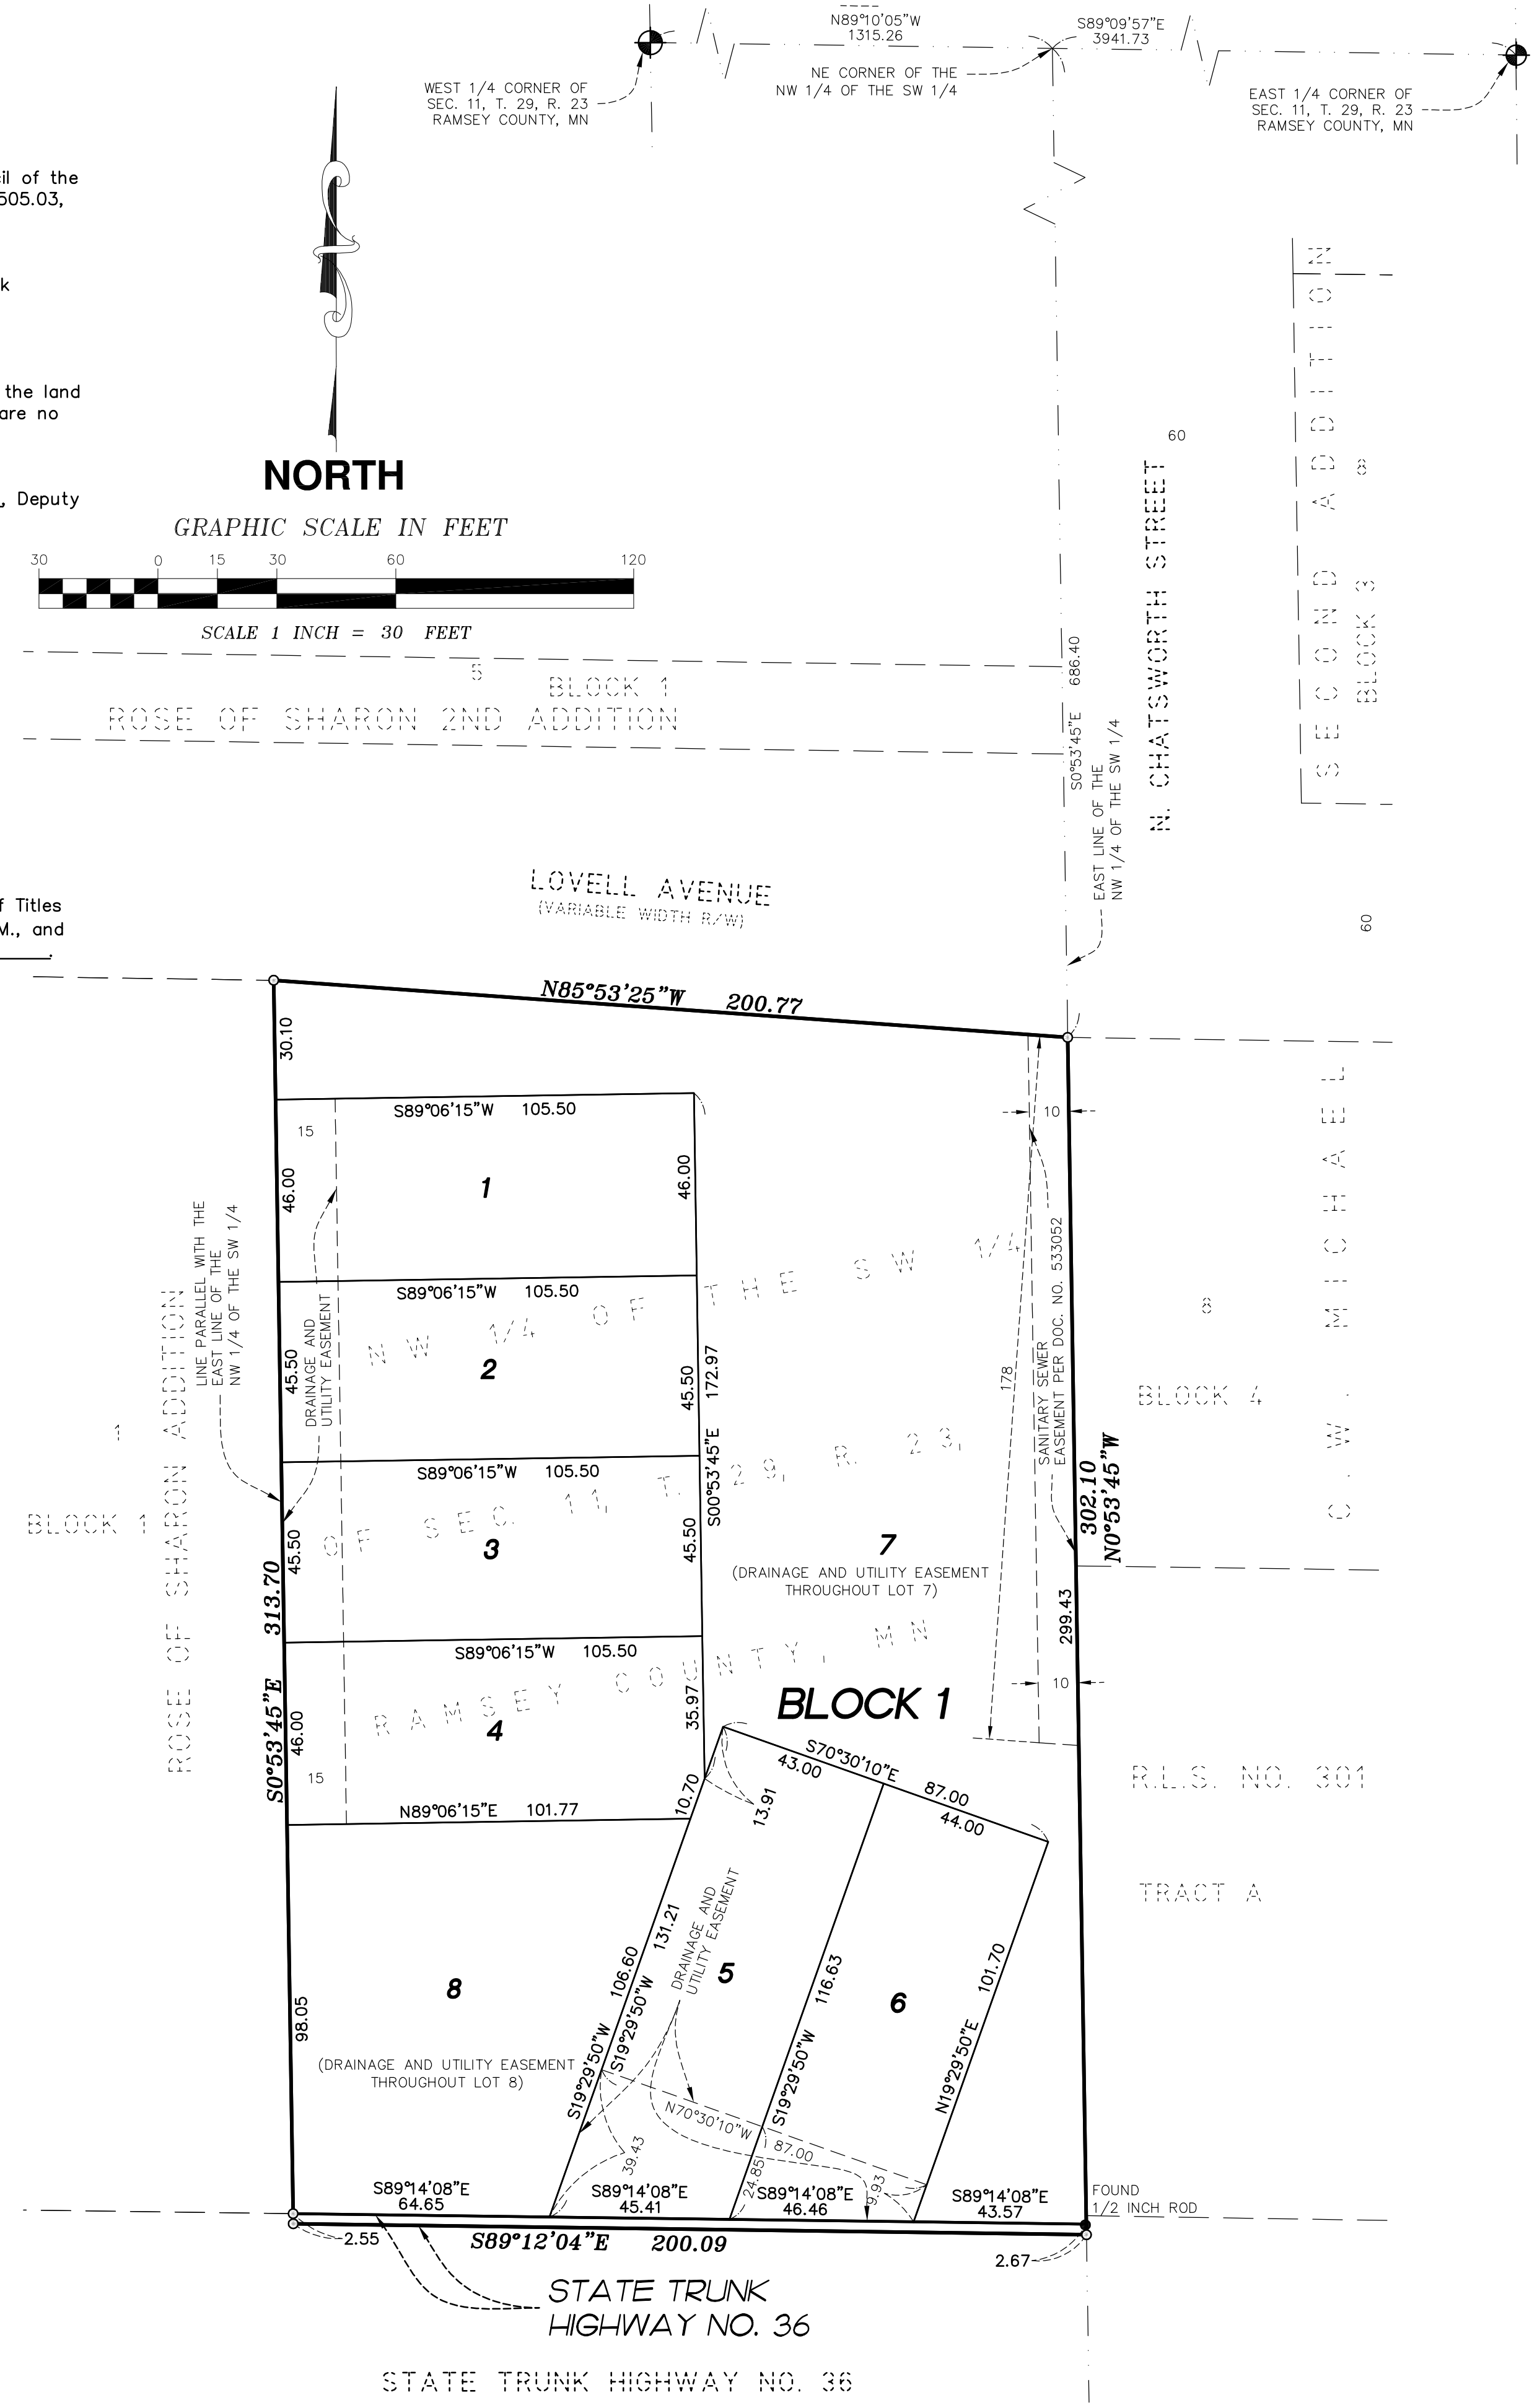 N89°10'05"W
1315.26
S89°09'57"E
3941.73
WEST 1/4 CORNER OF
SEC. 11, T. 29, R. 23
RAMSEY COUNTY, MN
NE CORNER OF THE
NW 1/4 OF THE SW 1/4
EAST 1/4 CORNER OF
SEC. 11, T. 29, R. 23
RAMSEY COUNTY, MN
cil of the
505.03,
k
the land
are no
, Deputy
f Titles
M., and
NORTH
GRAPHIC SCALE IN FEET
30 0 15 30 60 120
SCALE 1 INCH = 30 FEET
5
BLOCK 1
ROSE OF SHARON 2ND ADDITION
S0°53'45"E 686.40
EAST LINE OF THE
NW 1/4 OF THE SW 1/4
60
N. CHATSWORTH STREET
SECOND ADDITION
8
BLOCK 3
60
LOVELL AVENUE
(VARIABLE WIDTH R/W)
N85°53'25"W 200.77
30.10
S89°06'15"W 105.50
15
46.00
1
46.00
10
S89°06'15"W 105.50
45.50
2
45.50
172.97
S00°53'45"E
DRAINAGE AND
UTILITY EASEMENT
LINE PARALLEL WITH THE
EAST LINE OF THE
NW 1/4 OF THE SW 1/4
NW 1/4 OF THE SW 1/4
OF SEC. 11, T. 29, R. 23,
RAMSEY COUNTY, MN
178
SANITARY SEWER
EASEMENT PER DOC. NO. 533052
302.10
N0°53'45"W
299.43
10
8
BLOCK 4
C. W. MICHAEL
1
BLOCK 1
ROSE OF SHARON ADDITION
S89°06'15"W 105.50
45.50
3
45.50
S0°53'45"E 313.70
7
(DRAINAGE AND UTILITY EASEMENT
THROUGHOUT LOT 7)
S89°06'15"W 105.50
46.00
4
35.97
15
BLOCK 1
N89°06'15"E 101.77
10.70
13.91
S70°30'10"E
43.00
87.00
44.00
R.L.S. NO. 301
TRACT A
8
98.05
(DRAINAGE AND UTILITY EASEMENT
THROUGHOUT LOT 8)
S19°29'50"W 106.60
S19°29'50"W 131.21
DRAINAGE AND
UTILITY EASEMENT
5
S19°29'50"W 116.63
6
N19°29'50"E 101.70
N70°30'10"W 87.00
39.43
24.85
9.93
S89°14'08"E
64.65
S89°14'08"E
45.41
S89°14'08"E
46.46
S89°14'08"E
43.57
FOUND
1/2 INCH ROD
2.55
S89°12'04"E 200.09
2.67
STATE TRUNK
HIGHWAY NO. 36
STATE TRUNK HIGHWAY NO. 36